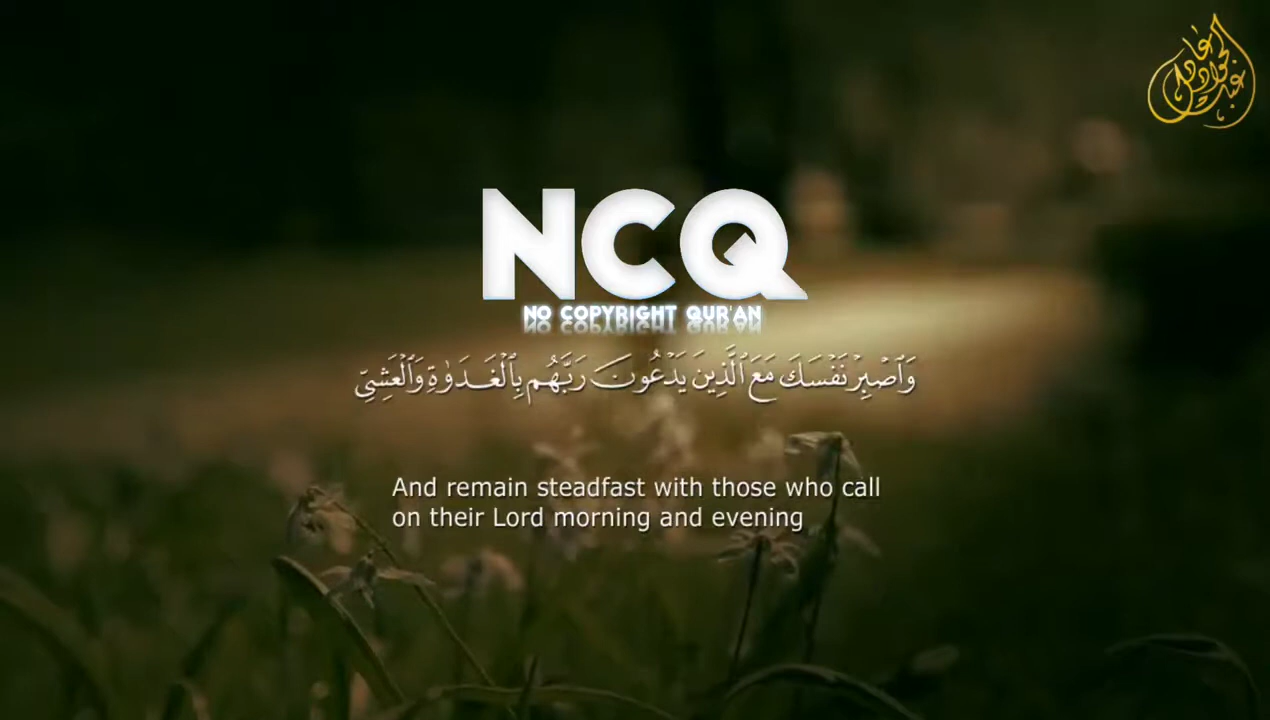 NCQ
NO COPYRIGHT QUR'AN
وَٱصْبِرْ نَفْسَكَ مَعَ ٱلَّذِينَ يَدْعُونَ رَبَّهُم بِٱلْغَدَوٰةِ وَٱلْعَشِىِّ
And remain steadfast with those who call
on their Lord morning and evening